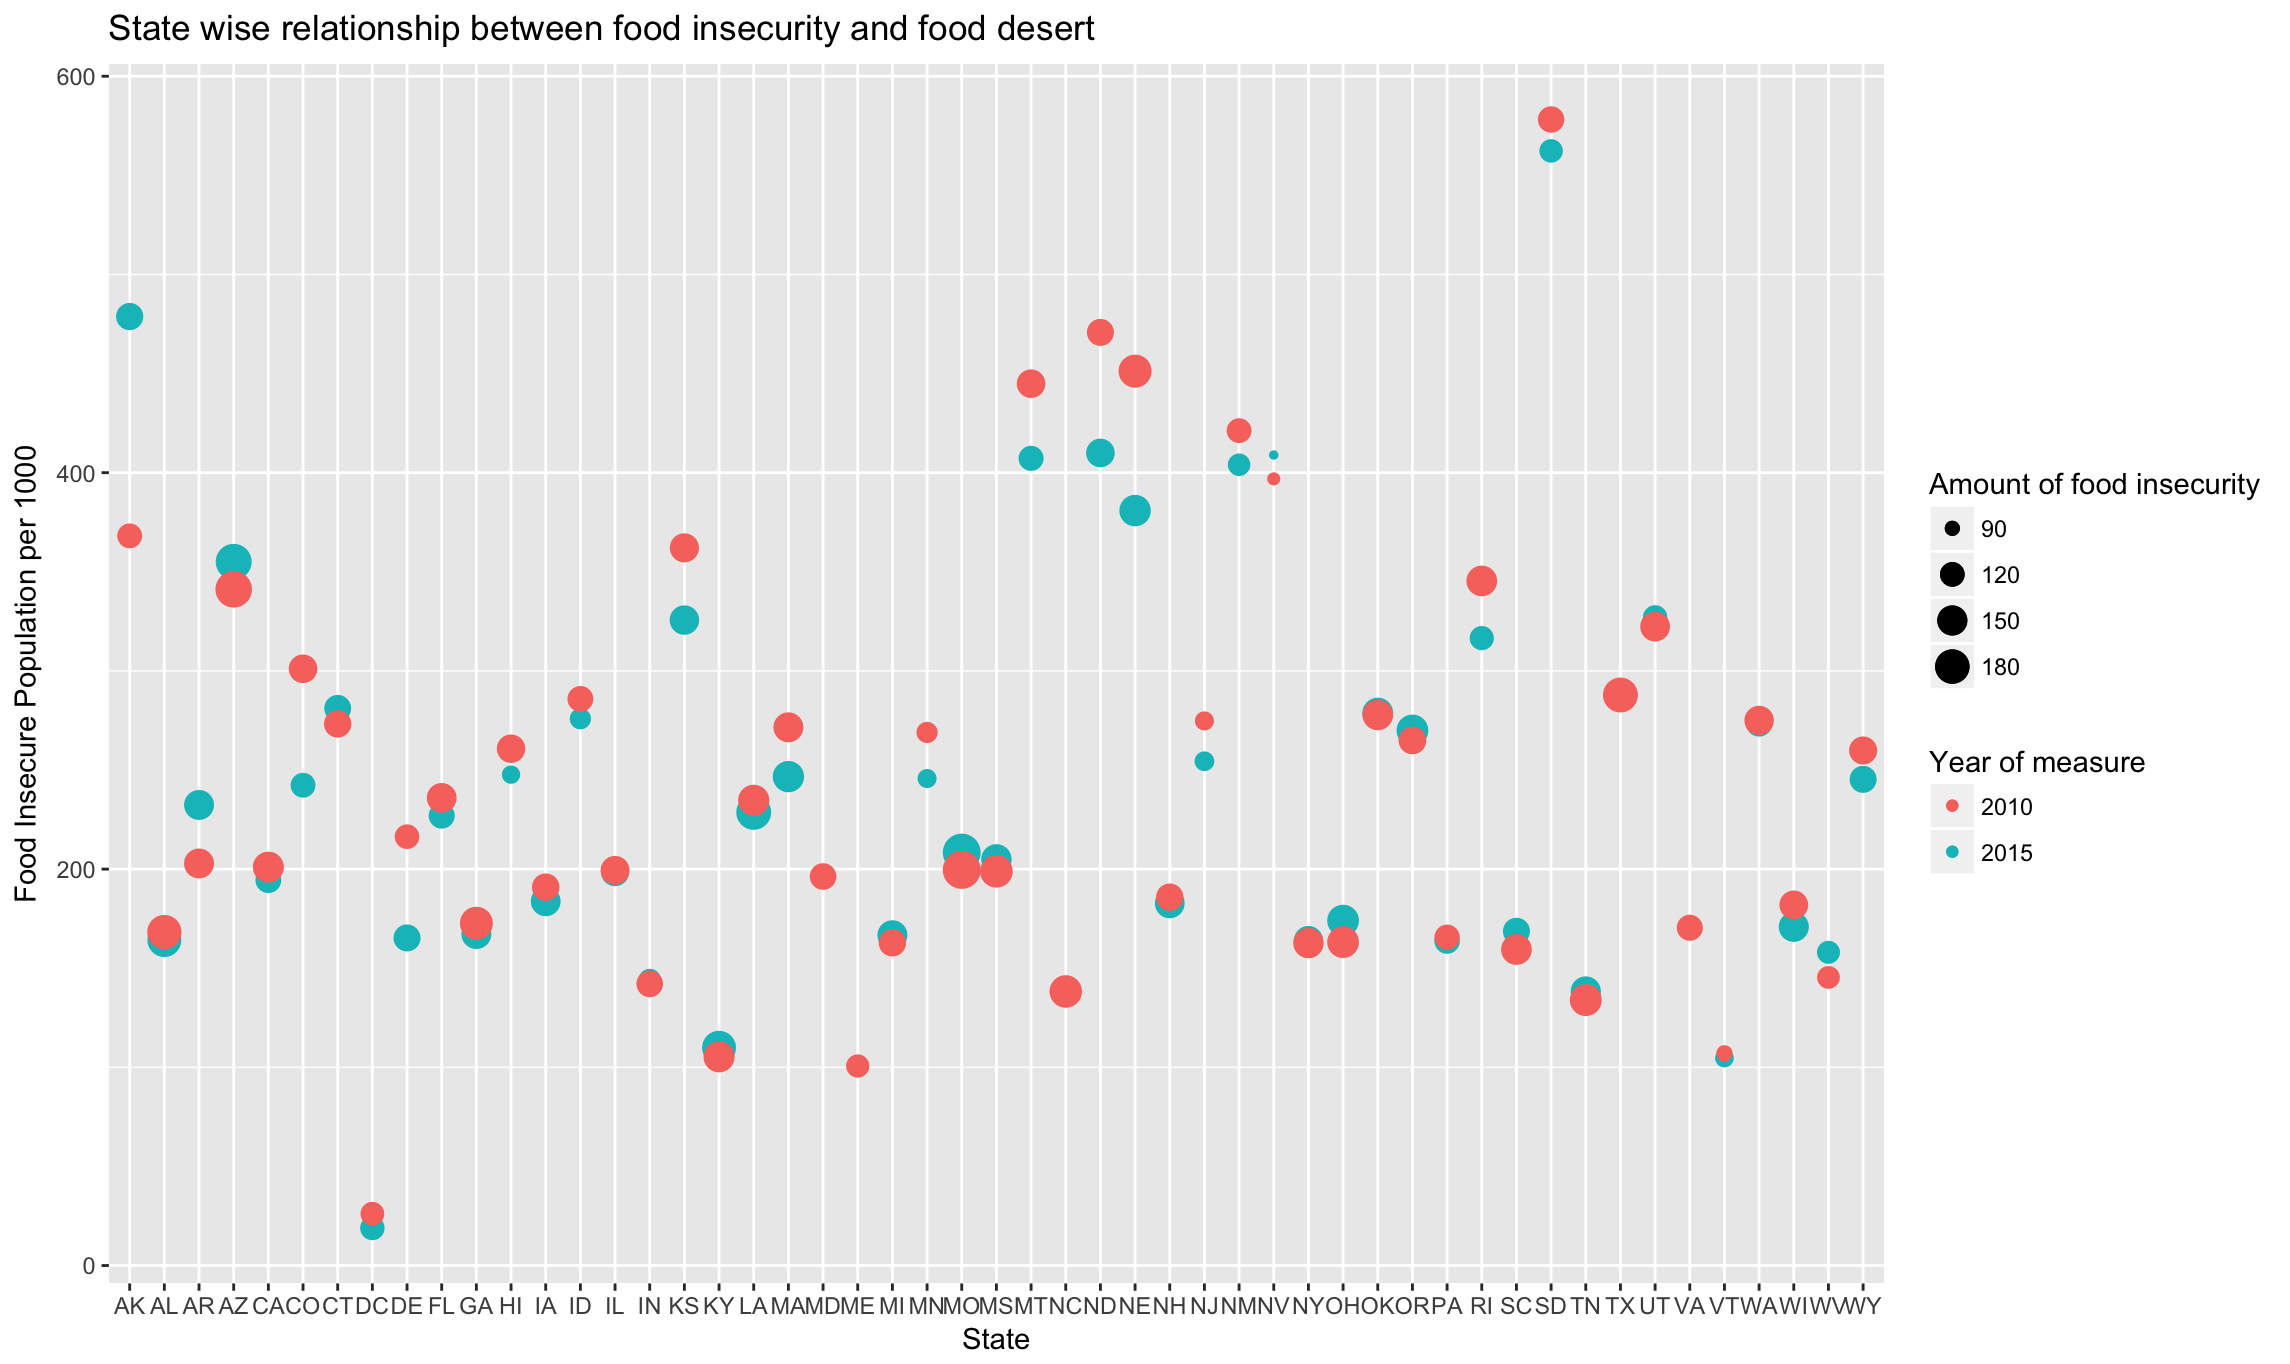 State wise relationship between food insecurity and food desert
600
400
200
0
Food Insecure Population per 1000
AK AL AR AZ CA CO CT DC DE FL GA HI IA ID IL IN KS KY LA MA MD ME MI MN MO MS MT NC ND NE NH NJ NM NV NY OH OK OR PA RI SC SD TN TX UT VA VT WA WI WV WY
State
Amount of food insecurity
90
120
150
180
Year of measure
2010
2015